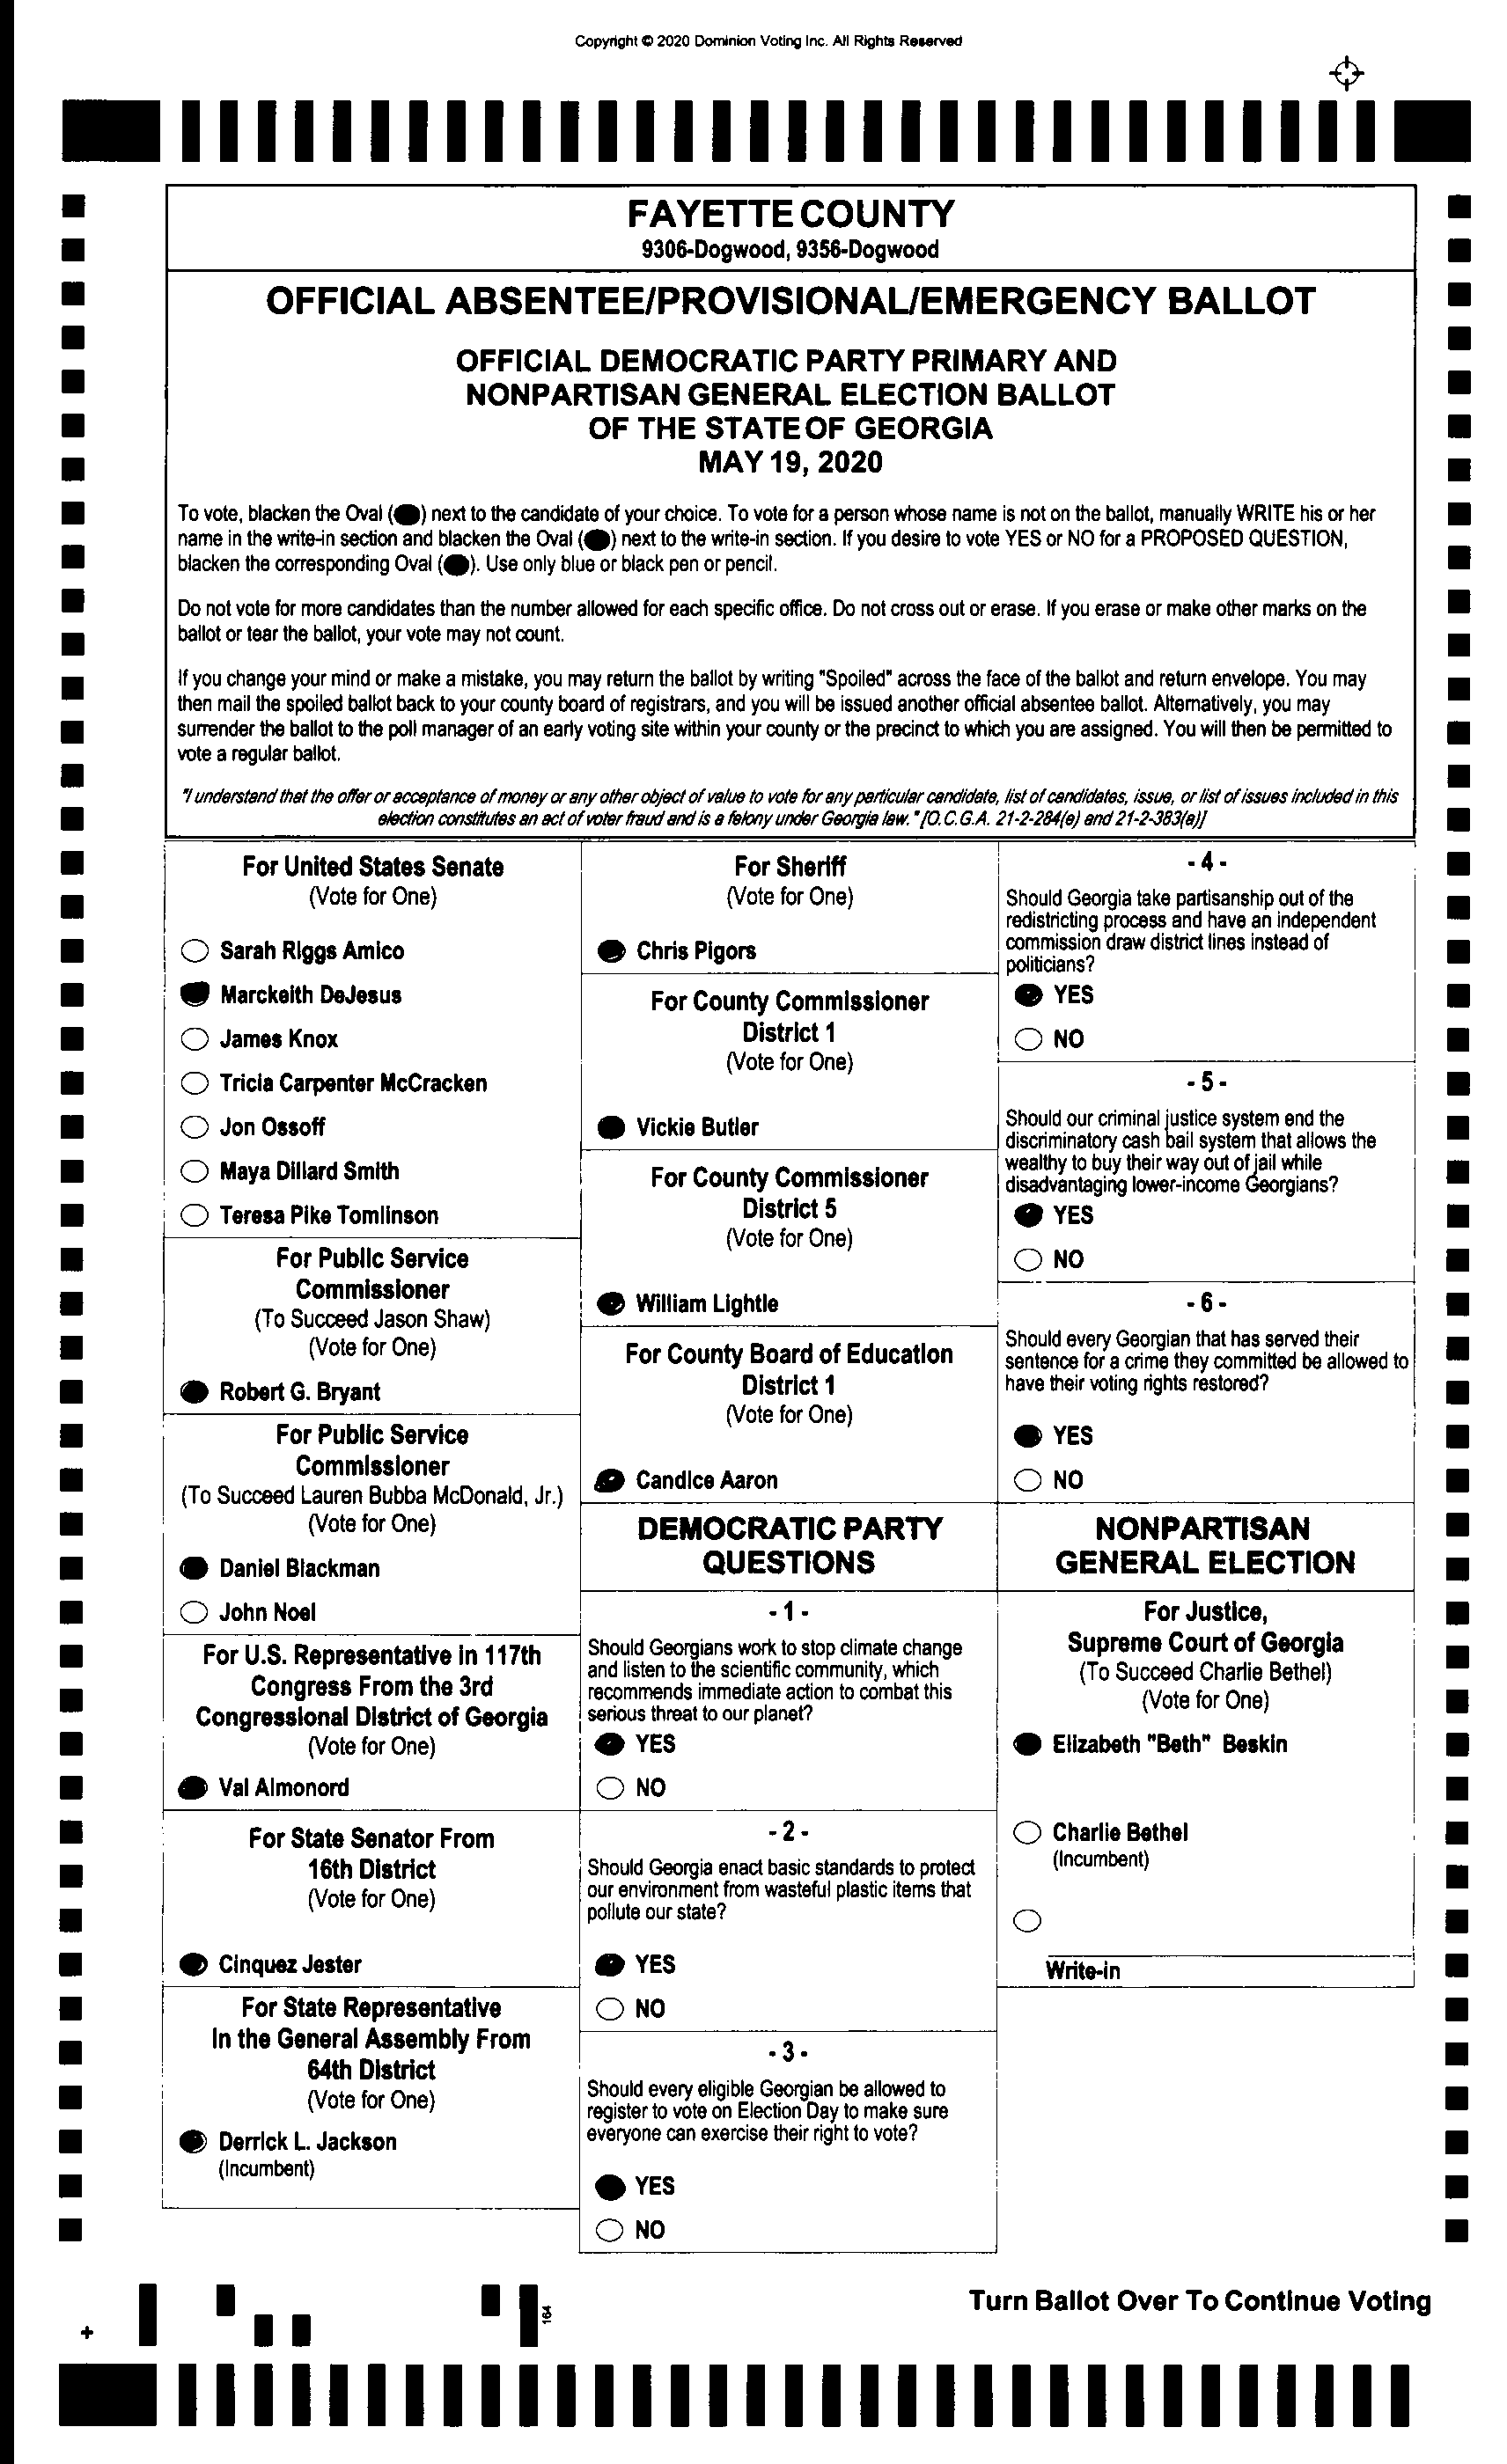 Copyright © 2020 Dominion Voting Inc. All Rights Reserved
FAYETTE COUNTY
9306-Dogwood, 9356-Dogwood
OFFICIAL ABSENTEE/PROVISIONAL/EMERGENCY BALLOT
OFFICIAL DEMOCRATIC PARTY PRIMARY AND
NONPARTISAN GENERAL ELECTION BALLOT
OF THE STATE OF GEORGIA
MAY 19, 2020
To vote, blacken the Oval ( ) next to the candidate of your choice. To vote for a person whose name is not on the ballot, manually WRITE his or her
name in the write-in section and blacken the Oval ( ) next to the write-in section. If you desire to vote YES or NO for a PROPOSED QUESTION,
blacken the corresponding Oval ( ). Use only blue or black pen or pencil.
Do not vote for more candidates than the number allowed for each specific office. Do not cross out or erase. If you erase or make other marks on the
ballot or tear the ballot, your vote may not count.
If you change your mind or make a mistake, you may return the ballot by writing "Spoiled" across the face of the ballot and return envelope. You may
then mail the spoiled ballot back to your county board of registrars, and you will be issued another official absentee ballot. Alternatively, you may
surrender the ballot to the poll manager of an early voting site within your county or the precinct to which you are assigned. You will then be permitted to
vote a regular ballot.
"I understand that the offer or acceptance of money or any other object of value to vote for any particular candidate, list of candidates, issue, or list of issues included in this
election constitutes an act of voter fraud and is a felony under Georgia law." [O.C.G.A. 21-2-284(e) and 21-2-383(a)]
For United States Senate
(Vote for One)
Sarah Riggs Amico
Marckeith DeJesus
James Knox
Tricia Carpenter McCracken
Jon Ossoff
Maya Dillard Smith
Teresa Pike Tomlinson
For Public Service
Commissioner
(To Succeed Jason Shaw)
(Vote for One)
Robert G. Bryant
For Public Service
Commissioner
(To Succeed Lauren Bubba McDonald, Jr.)
(Vote for One)
Daniel Blackman
John Noel
For U.S. Representative in 117th
Congress From the 3rd
Congressional District of Georgia
(Vote for One)
Val Almonord
For State Senator From
16th District
(Vote for One)
Cinquez Jester
For State Representative
In the General Assembly From
64th District
(Vote for One)
Derrick L. Jackson
(Incumbent)
For Sheriff
(Vote for One)
Chris Pigors
For County Commissioner
District 1
(Vote for One)
Vickie Butler
For County Commissioner
District 5
(Vote for One)
William Lightle
For County Board of Education
District 1
(Vote for One)
Candice Aaron
DEMOCRATIC PARTY
QUESTIONS
- 1 -
Should Georgians work to stop climate change
and listen to the scientific community, which
recommends immediate action to combat this
serious threat to our planet?
YES
NO
- 2 -
Should Georgia enact basic standards to protect
our environment from wasteful plastic items that
pollute our state?
YES
NO
- 3 -
Should every eligible Georgian be allowed to
register to vote on Election Day to make sure
everyone can exercise their right to vote?
YES
NO
- 4 -
Should Georgia take partisanship out of the
redistricting process and have an independent
commission draw district lines instead of
politicians?
YES
NO
- 5 -
Should our criminal justice system end the
discriminatory cash bail system that allows the
wealthy to buy their way out of jail while
disadvantaging lower-income Georgians?
YES
NO
- 6 -
Should every Georgian that has served their
sentence for a crime they committed be allowed to
have their voting rights restored?
YES
NO
NONPARTISAN
GENERAL ELECTION
For Justice,
Supreme Court of Georgia
(To Succeed Charlie Bethel)
(Vote for One)
Elizabeth "Beth" Beskin
Charlie Bethel
(Incumbent)
Write-in
164
Turn Ballot Over To Continue Voting